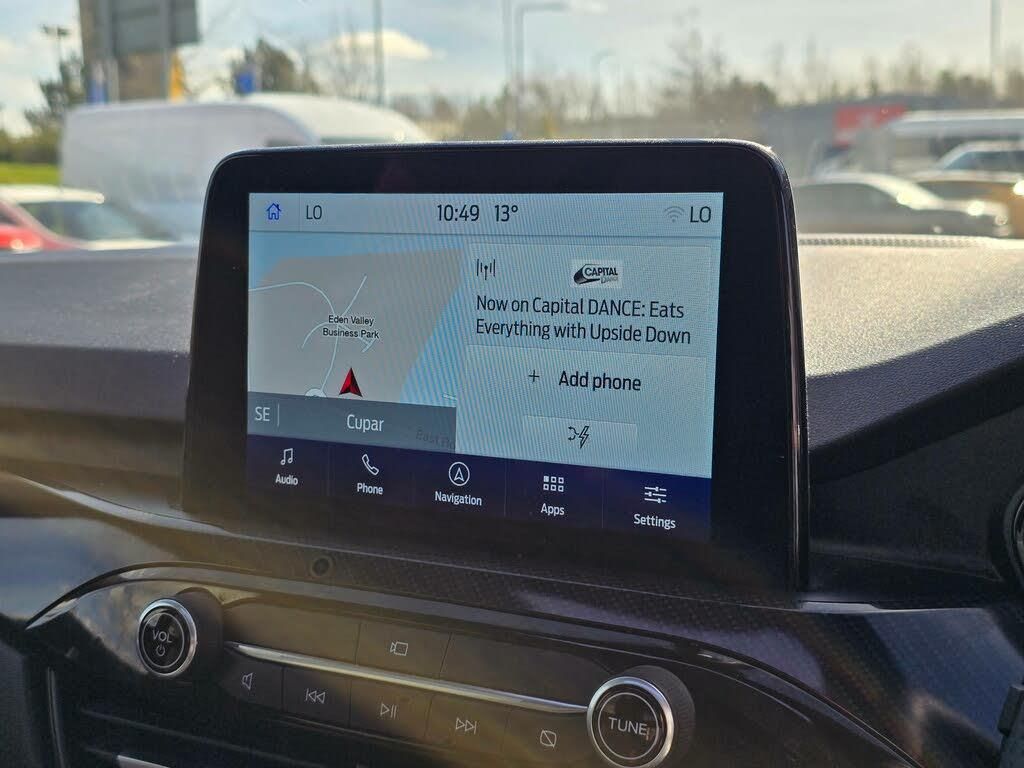 LO
10:49 13°
LO
CAPITAL
DANCE
Now on Capital DANCE: Eats
Everything with Upside Down
Eden Valley
Business Park
+ Add phone
SE
Cupar
Audio
Phone
Navigation
Apps
Settings
VOL
TUNE